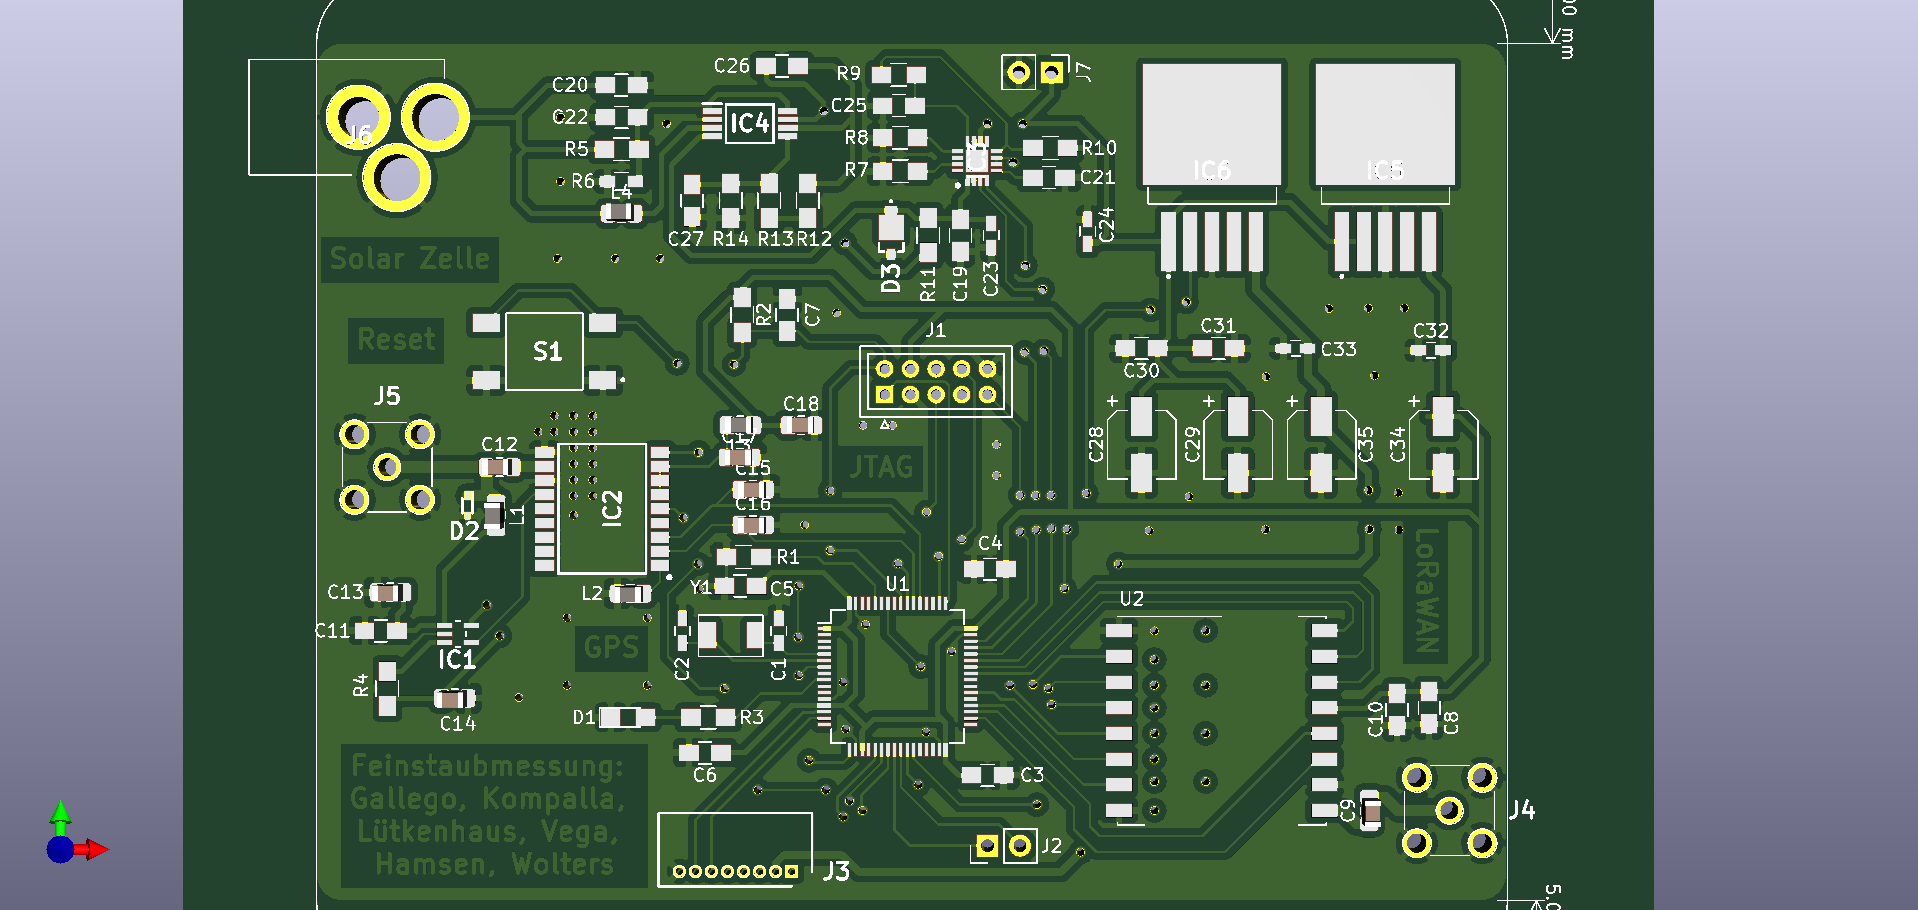 00 mm
C26
R9
J7
C20
C25
C22
IC4
J6
R8
R5
R10
R7
IC6
IC5
R6
C21
L4
C24
C27
R14
R13
R12
Solar Zelle
D3
R11
C19
C23
R2
C7
C31
J1
Reset
S1
C32
C33
C30
J5
C18
C12
C17
C28
C29
C35
C34
JTAG
C15
IC2
C16
D2
L1
LoRaWAN
C4
R1
U1
C13
L2
Y1
C5
U2
C11
GPS
IC1
C2
C1
R4
D1
R3
C14
C10
C8
C6
C3
Feinstaubmessung:
Gallego, Kompalla,
Lütkenhaus, Vega,
Hamsen, Wolters
C9
J4
J2
J3
5.0